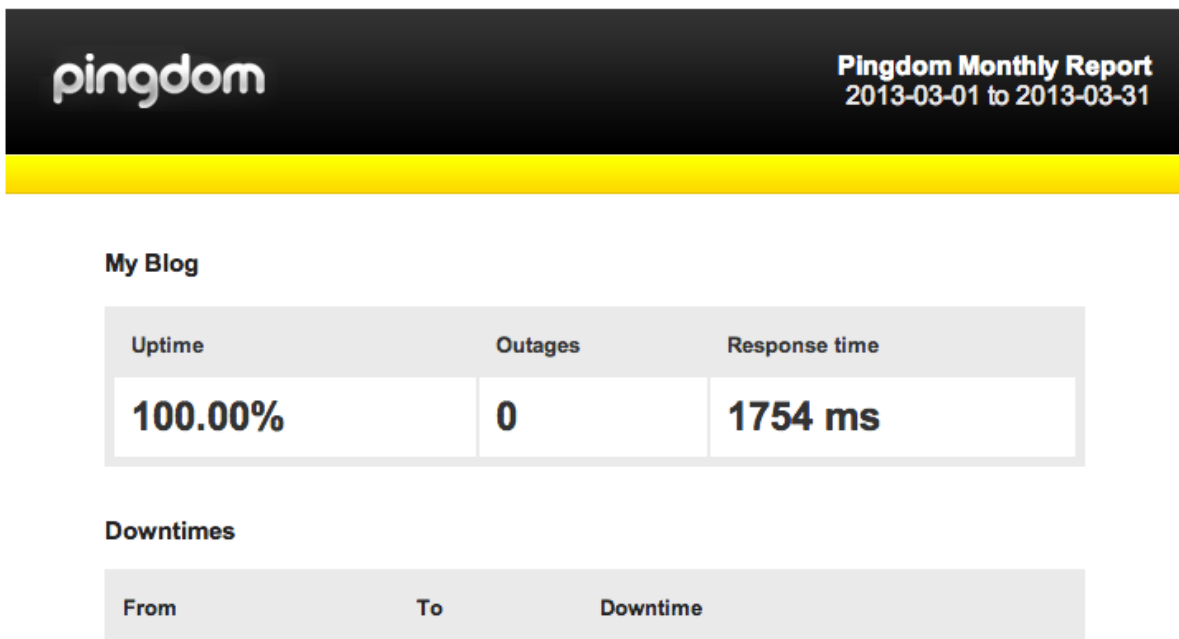 pingdom
Pingdom Monthly Report
2013-03-01 to 2013-03-31
My Blog
Uptime Outages Response time
100.00% 0 1754 ms
Downtimes
From To Downtime